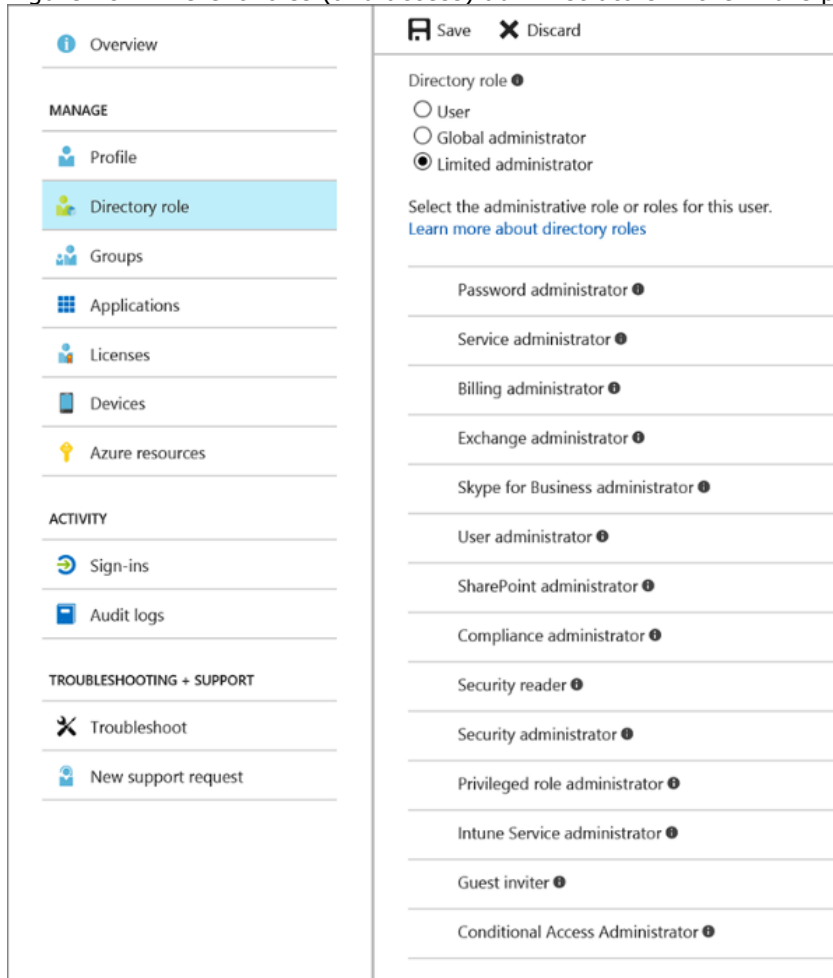 Overview
MANAGE
Profile
Directory role
Groups
Applications
Licenses
Devices
Azure resources
ACTIVITY
Sign-ins
Audit logs
TROUBLESHOOTING + SUPPORT
Troubleshoot
New support request
Save Discard
Directory role
User
Global administrator
Limited administrator
Select the administrative role or roles for this user.
Learn more about directory roles
Password administrator
Service administrator
Billing administrator
Exchange administrator
Skype for Business administrator
User administrator
SharePoint administrator
Compliance administrator
Security reader
Security administrator
Privileged role administrator
Intune Service administrator
Guest inviter
Conditional Access Administrator